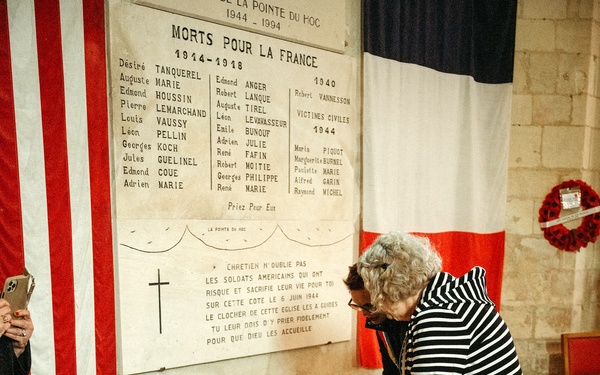 DE LA POINTE DU HOC
1944 - 1994
MORTS POUR LA FRANCE
1914-1918
Désiré TANQUEREL
Auguste MARIE
Edmond HOUSSIN
Pierre LEMARCHAND
Louis VAUSSY
Léon PELLIN
Georges KOCH
Jules GUELINEL
Edmond COUE
Adrien MARIE
Edmond ANGER
Robert LANQUE
Auguste TIREL
Léon LEVAVASSEUR
Emile BUNOUF
Adrien JULIE
René FAFIN
Robert MOITIE
Georges PHILIPPE
René MARIE
1940
Robert VANNESSON
VICTIMES CIVILES
1944
Maria PIQUOT
Marguerite BURNEL
Paulette MARIE
Alfred GARIN
Raymond MICHEL
Priez Pour Eux
LA POINTE DU HOC
CHRETIEN N'OUBLIE PAS
LES SOLDATS AMERICAINS QUI ONT
RISQUE ET SACRIFIE LEUR VIE POUR TOI
SUR CETTE COTE LE 6 JUIN 1944
LE CLOCHER DE CETTE EGLISE LES A GUIDES
TU LEUR DOIS D'Y PRIER FIDELEMENT
POUR QUE DIEU LES ACCUEILLE